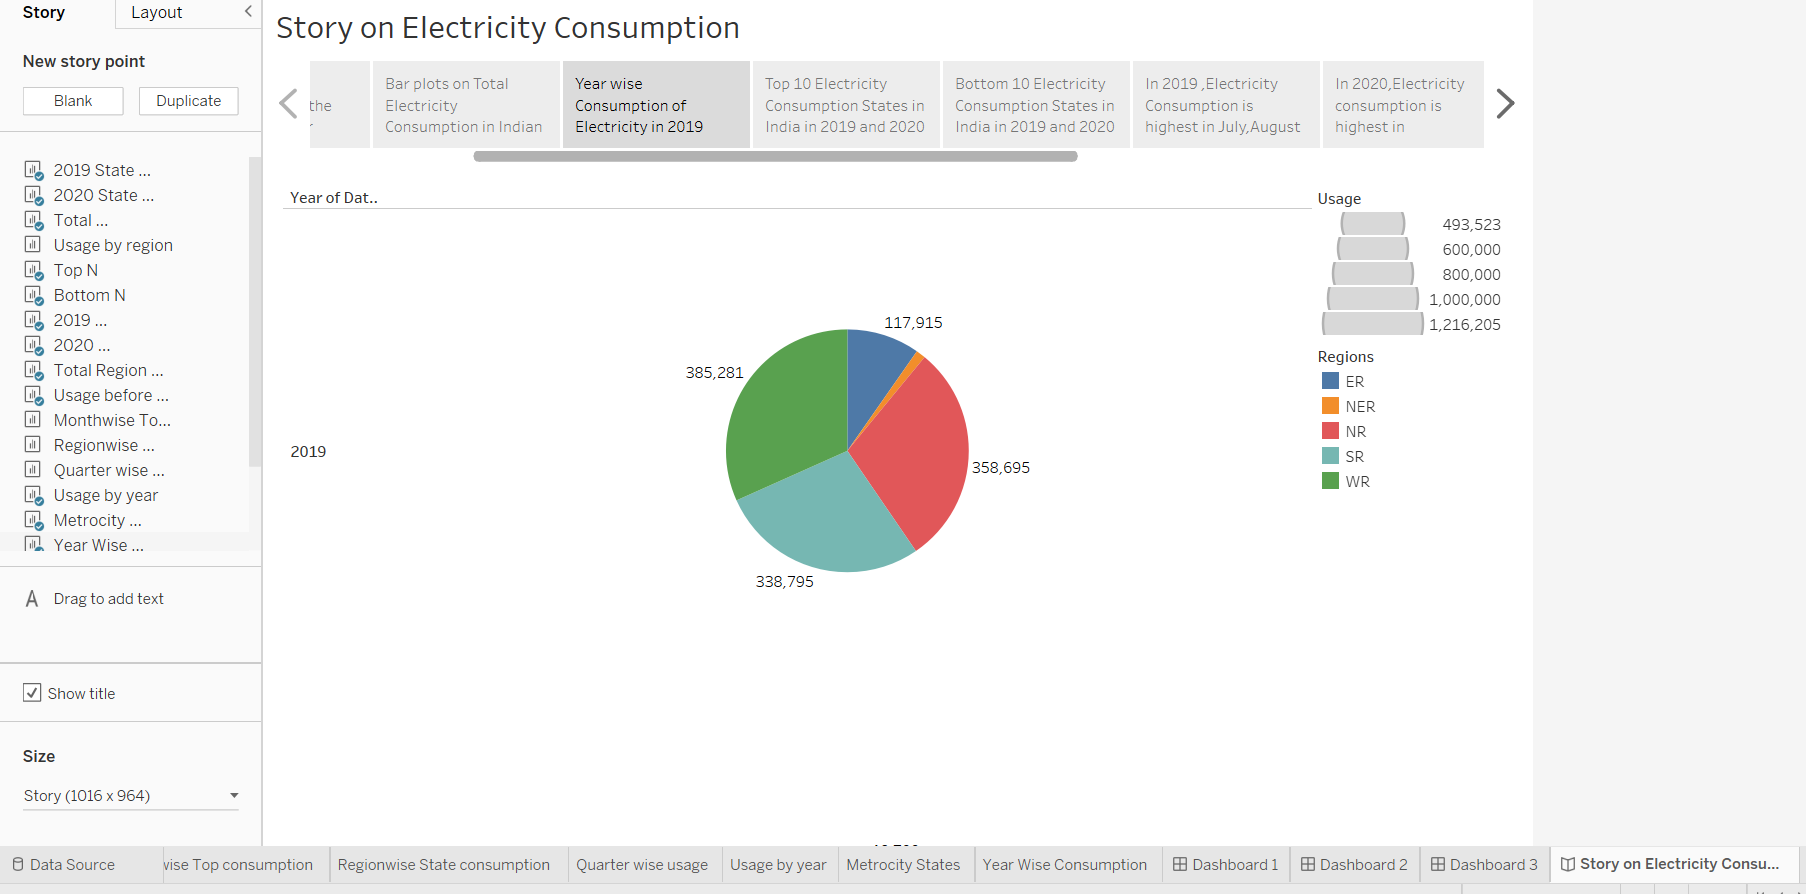 Story
Layout
New story point
Blank
Duplicate
2019 State ...
2020 State ...
Total ...
Usage by region
Top N
Bottom N
2019 ...
2020 ...
Total Region ...
Usage before ...
Monthwise To...
Regionwise ...
Quarter wise ...
Usage by year
Metrocity ...
Year Wise ...
Drag to add text
Show title
Size
Story (1016 x 964)
Story on Electricity Consumption
the
Bar plots on Total
Electricity
Consumption in Indian
Year wise
Consumption of
Electricity in 2019
Top 10 Electricity
Consumption States in
India in 2019 and 2020
Bottom 10 Electricity
Consumption States in
India in 2019 and 2020
In 2019 ,Electricity
Consumption is
highest in July,August
In 2020,Electricity
consumption is
highest in
Year of Dat..
2019
117,915
385,281
358,695
338,795
Usage
493,523
600,000
800,000
1,000,000
1,216,205
Regions
ER
NER
NR
SR
WR
Data Source
wise Top consumption
Regionwise State consumption
Quarter wise usage
Usage by year
Metrocity States
Year Wise Consumption
Dashboard 1
Dashboard 2
Dashboard 3
Story on Electricity Consu...